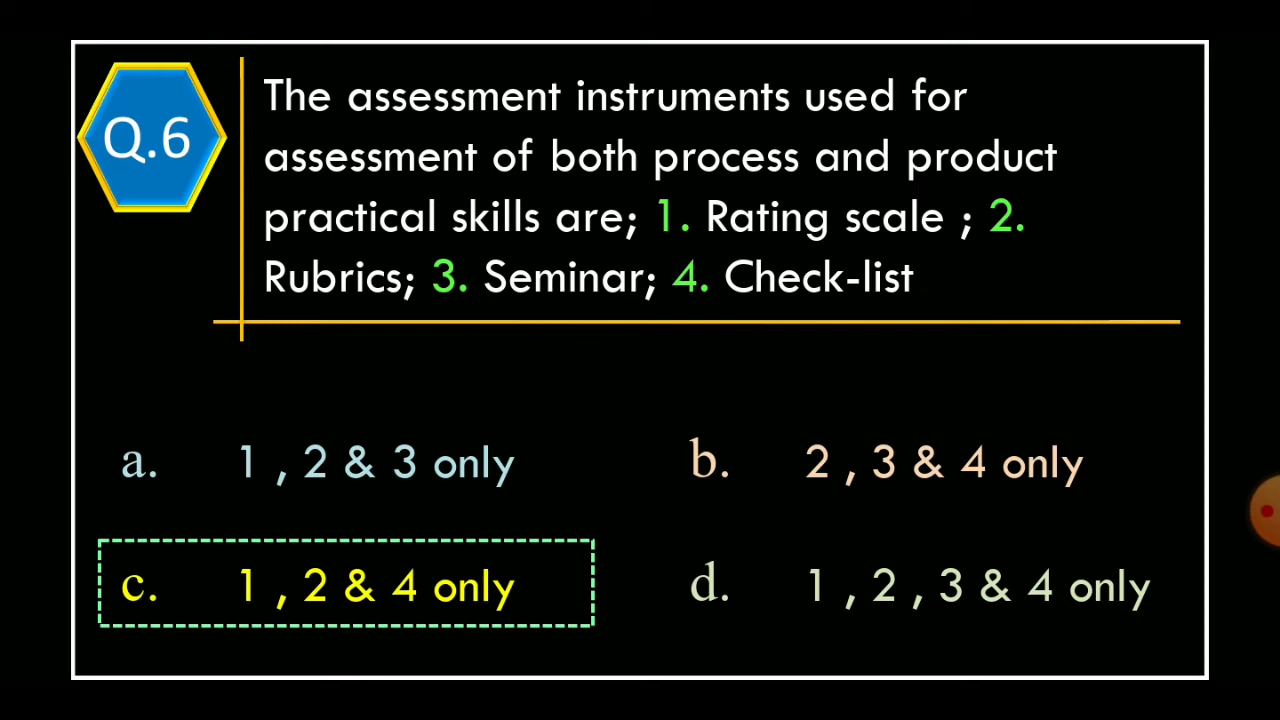 Q.6
The assessment instruments used for
assessment of both process and product
practical skills are; 1. Rating scale ; 2.
Rubrics; 3. Seminar; 4. Check-list
a. 1 , 2 & 3 only
b. 2 , 3 & 4 only
c. 1 , 2 & 4 only
d. 1 , 2 , 3 & 4 only